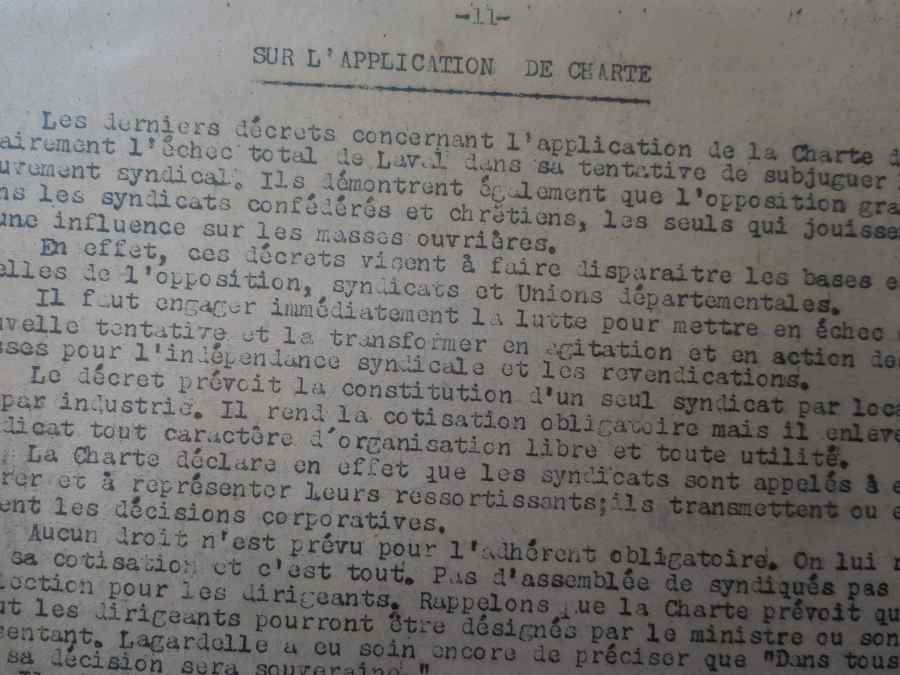 -11-
SUR L'APPLICATION DE CHARTE
Les derniers décrets concernant l'application de la Charte d
airement l'échec total de Laval dans sa tentative de subjuguer
uvement syndical. Ils démontrent également que l'opposition gra
ns les syndicats confédérés et chrétiens, les seuls qui jouisse
une influence sur les masses ouvrières.
En effet, ces décrets visent à faire disparaitre les bases e
elles de l'opposition, syndicats et Unions départementales.
Il faut engager immédiatement la lutte pour mettre en échec
uvelle tentative et la transformer en agitation et en action de
sses pour l'indépendance syndicale et les revendications.
Le décret prévoit la constitution d'un seul syndicat par loca
par industrie. Il rend la cotisation obligatoire mais il enlève
dicat tout caractère d'organisation libre et toute utilité.
La Charte déclare en effet que les syndicats sont appelés à e
rer et à représenter leurs ressortissants;ils transmettent ou e
ent les décisions corporatives.
Aucun droit n'est prévu pour l'adhérent obligatoire. On lui
sa cotisation et c'est tout. Pas d'assemblée de syndiqués pas
lection pour les dirigeants. Rappelons que la Charte prévoit qu
ut les dirigeants pourront être désignés par le ministre ou son
sentant. Lagardelle a eu soin encore de préciser que "Dans tous
sa décision sera souveraine."